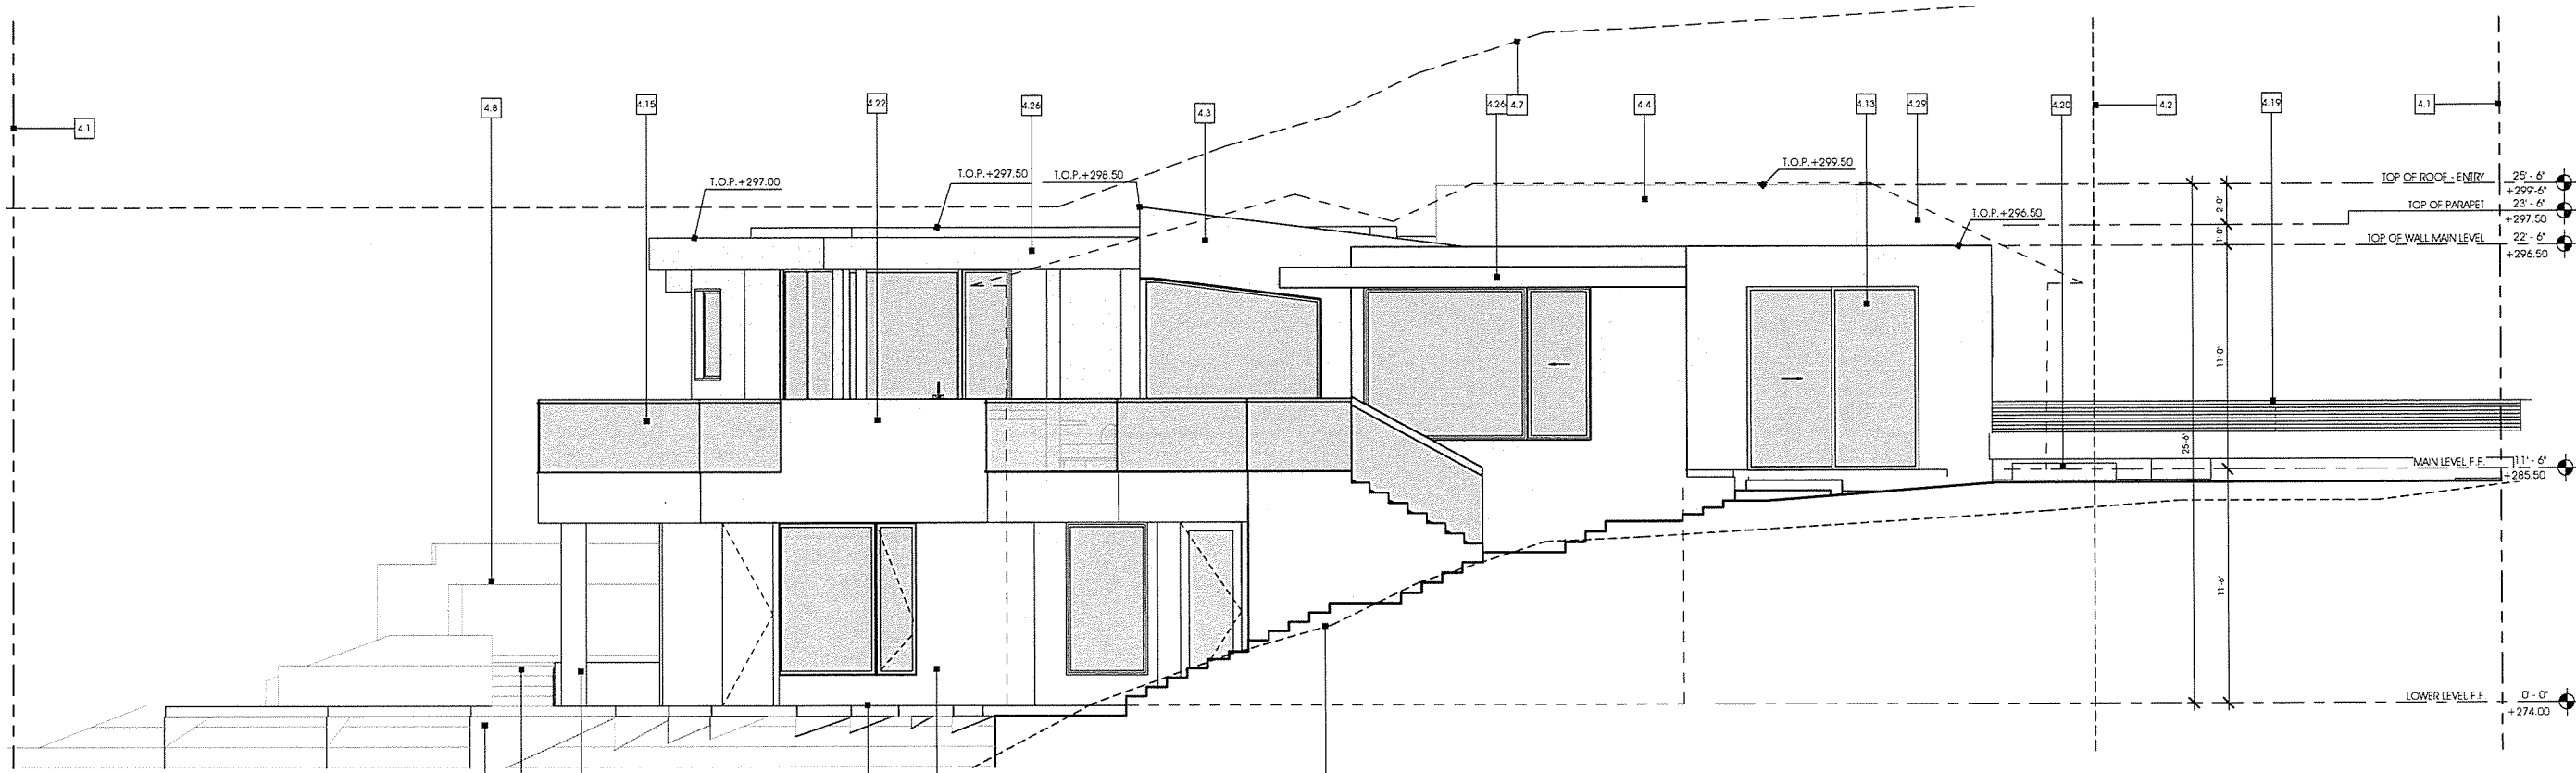 4.1
4.8
4.15
4.22
4.26
4.3
4.26
4.7
4.4
4.13
4.29
4.20
4.2
4.19
4.1
T.O.P.+297.00
T.O.P.+297.50
T.O.P.+298.50
T.O.P.+299.50
T.O.P.+296.50
TOP OF ROOF - ENTRY
25' - 6"
+299'-6"
TOP OF PARAPET
23' - 6"
+297.50
TOP OF WALL MAIN LEVEL
22' - 6"
+296.50
2'-0"
1'-0"
11'-0"
25'-6"
11'-6"
MAIN LEVEL F.F.
11' - 6"
+285.50
LOWER LEVEL F.F.
0' - 0"
+274.00